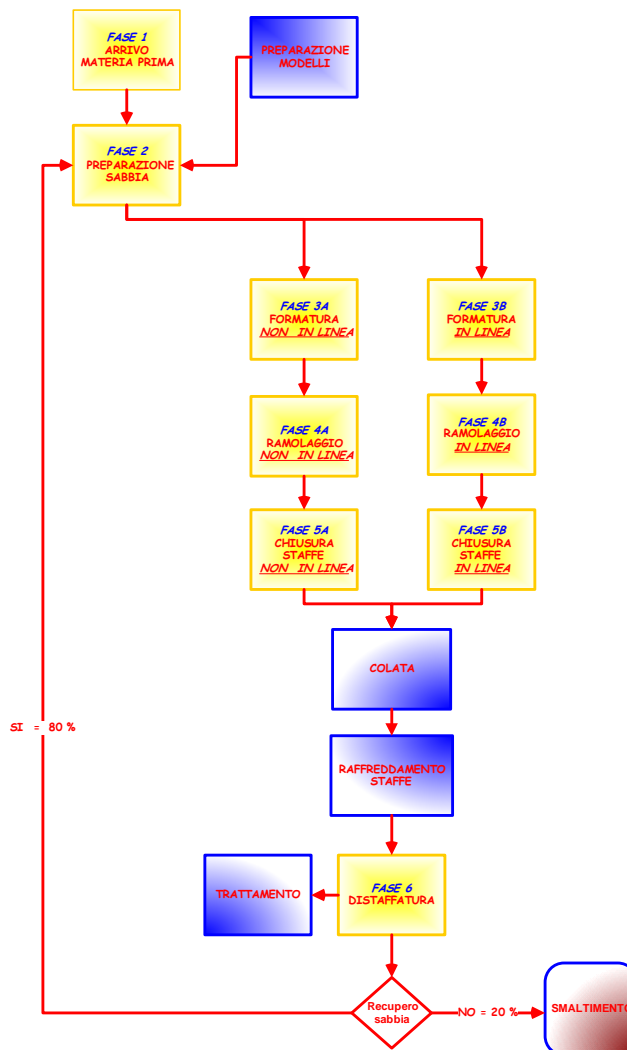 FASE 1
ARRIVO
MATERIA PRIMA
PREPARAZIONE
MODELLI
FASE 2
PREPARAZIONE
SABBIA
FASE 3A
FORMATURA
NON IN LINEA
FASE 3B
FORMATURA
IN LINEA
FASE 4A
RAMOLAGGIO
NON IN LINEA
FASE 4B
RAMOLAGGIO
IN LINEA
FASE 5A
CHIUSURA
STAFFE
NON IN LINEA
FASE 5B
CHIUSURA
STAFFE
IN LINEA
COLATA
SI = 80 %
RAFFREDDAMENTO
STAFFE
TRATTAMENTO
FASE 6
DISTAFFATURA
Recupero
sabbia
NO = 20 %
SMALTIMENTO